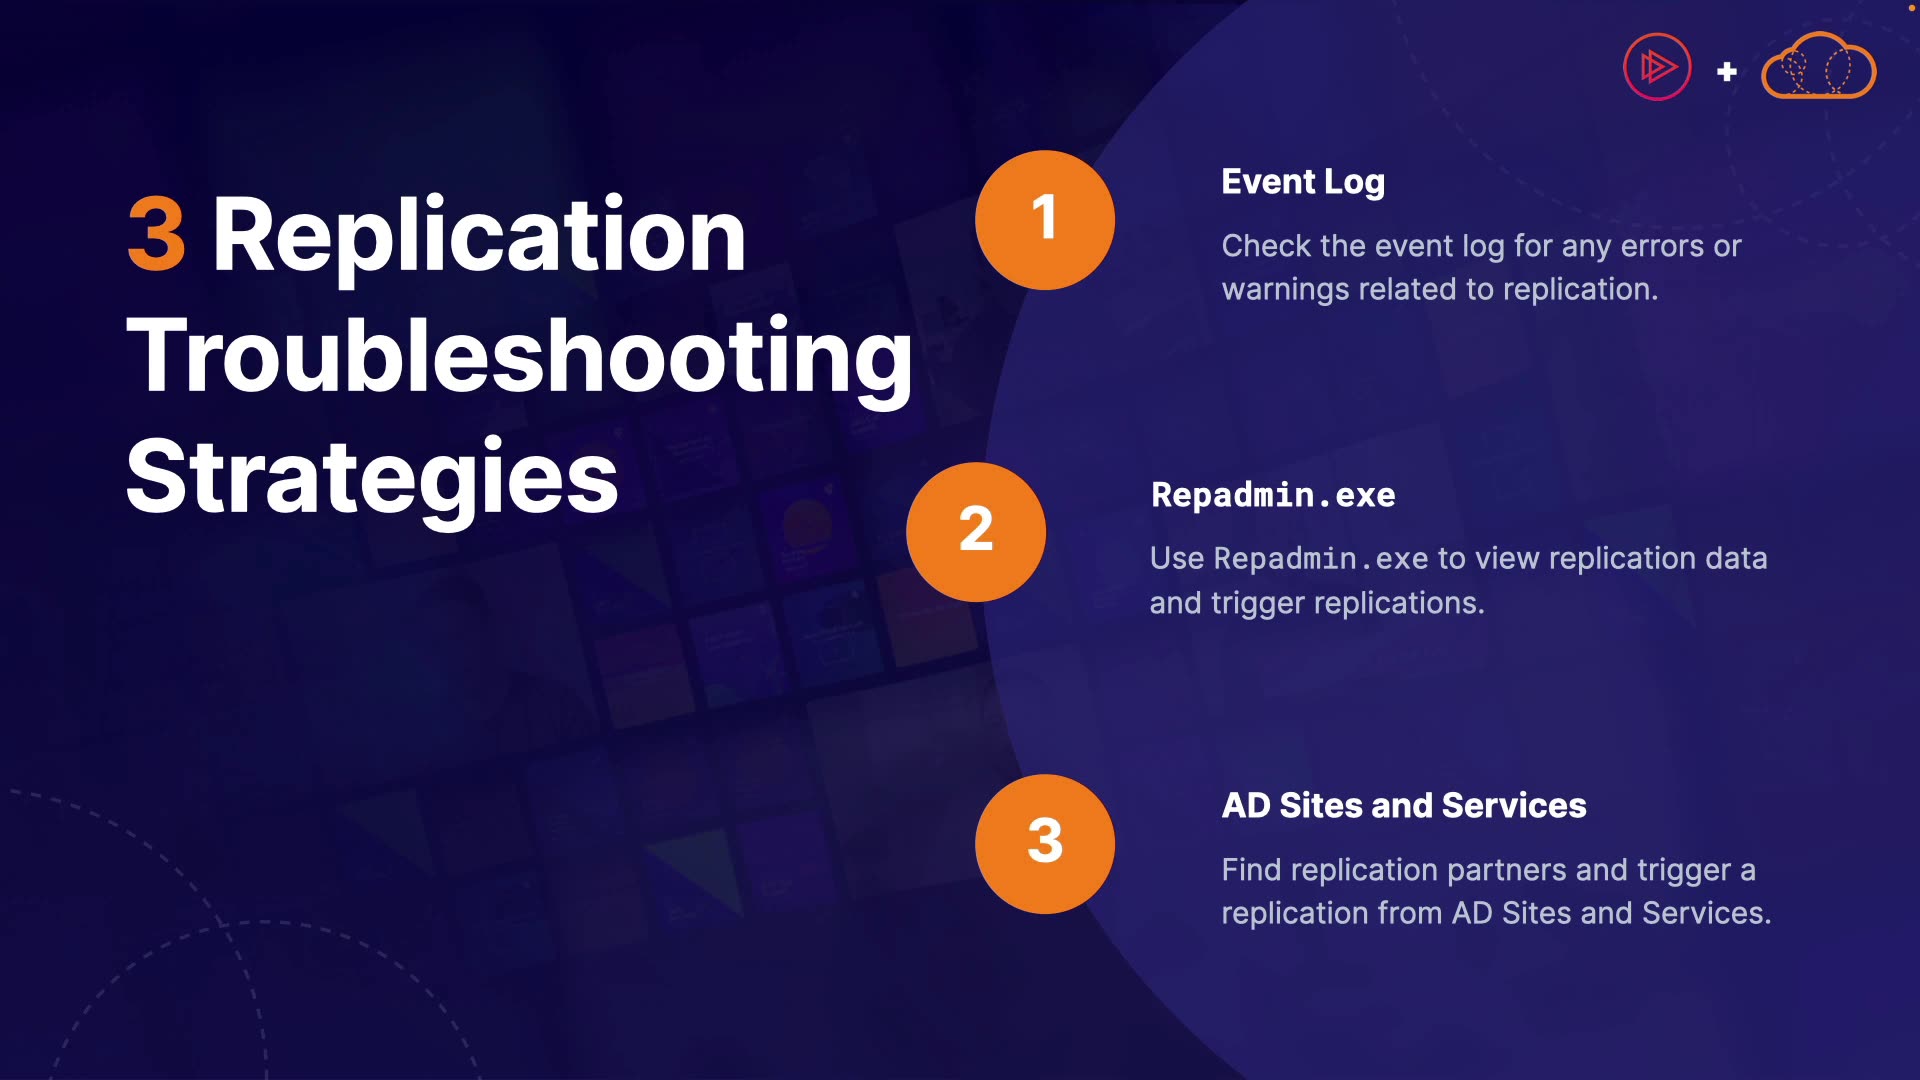 3 Replication
Troubleshooting
Strategies
1
Event Log
Check the event log for any errors or
warnings related to replication.
2
Repadmin.exe
Use Repadmin.exe to view replication data
and trigger replications.
3
AD Sites and Services
Find replication partners and trigger a
replication from AD Sites and Services.